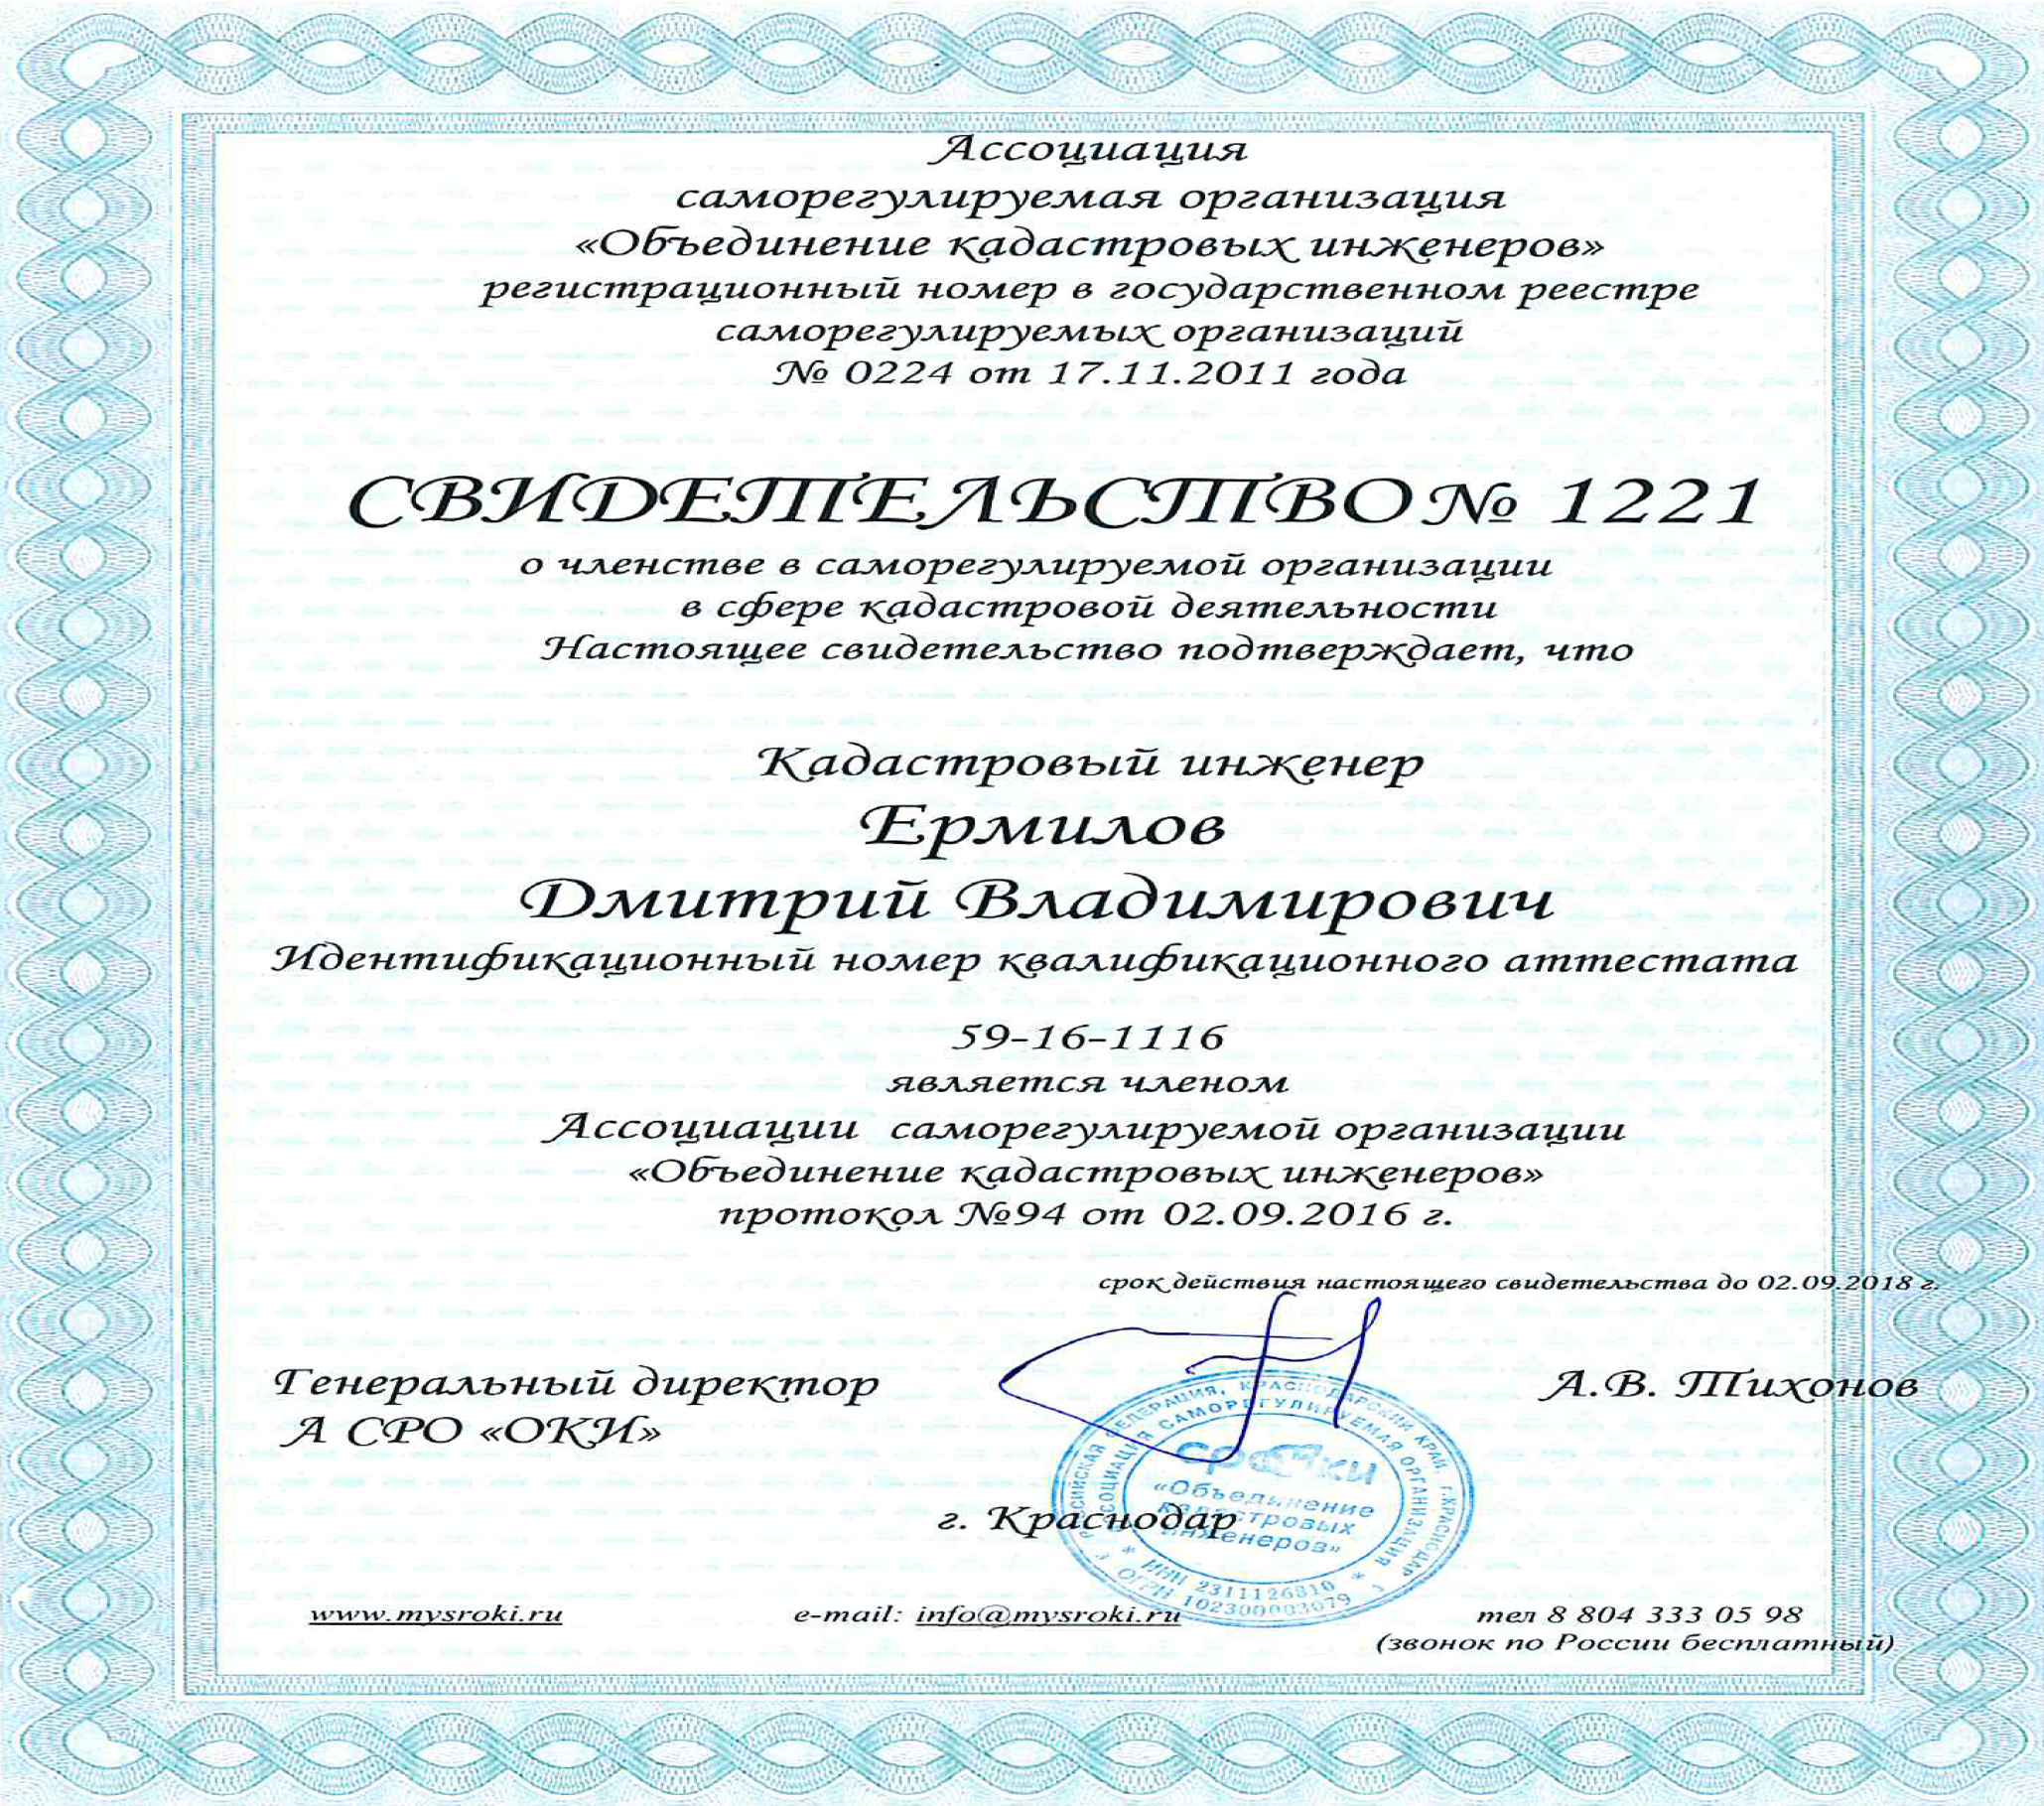 Ассоциация
саморегулируемая организация
«Объединение кадастровых инженеров»
регистрационный номер в государственном реестре
саморегулируемых организаций
№ 0224 от 17.11.2011 года
СВИДЕТЕЛЬСТВО № 1221
о членстве в саморегулируемой организации
в сфере кадастровой деятельности
Настоящее свидетельство подтверждает, что
Кадастровый инженер
Ермилов
Дмитрий Владимирович
Идентификационный номер квалификационного аттестата
59-16-1116
является членом
Ассоциации саморегулируемой организации
«Объединение кадастровых инженеров»
протокол №94 от 02.09.2016 г.
срок действия настоящего свидетельства до 02.09.2018 г.
Генеральный директор
А СРО «ОКИ»
А.В. Тихонов
РОССИЙСКАЯ ФЕДЕРАЦИЯ, КРАСНОДАРСКИЙ КРАЙ, г.КРАСНОДАР
АССОЦИАЦИЯ САМОРЕГУЛИРУЕМАЯ ОРГАНИЗАЦИЯ
«Объединение
кадастровых
инженеров»
* ИНН 2311126810 *
ОГРН
г. Краснодар
www.mysroki.ru
e-mail: info@mysroki.ru
тел 8 804 333 05 98
(звонок по России бесплатный)